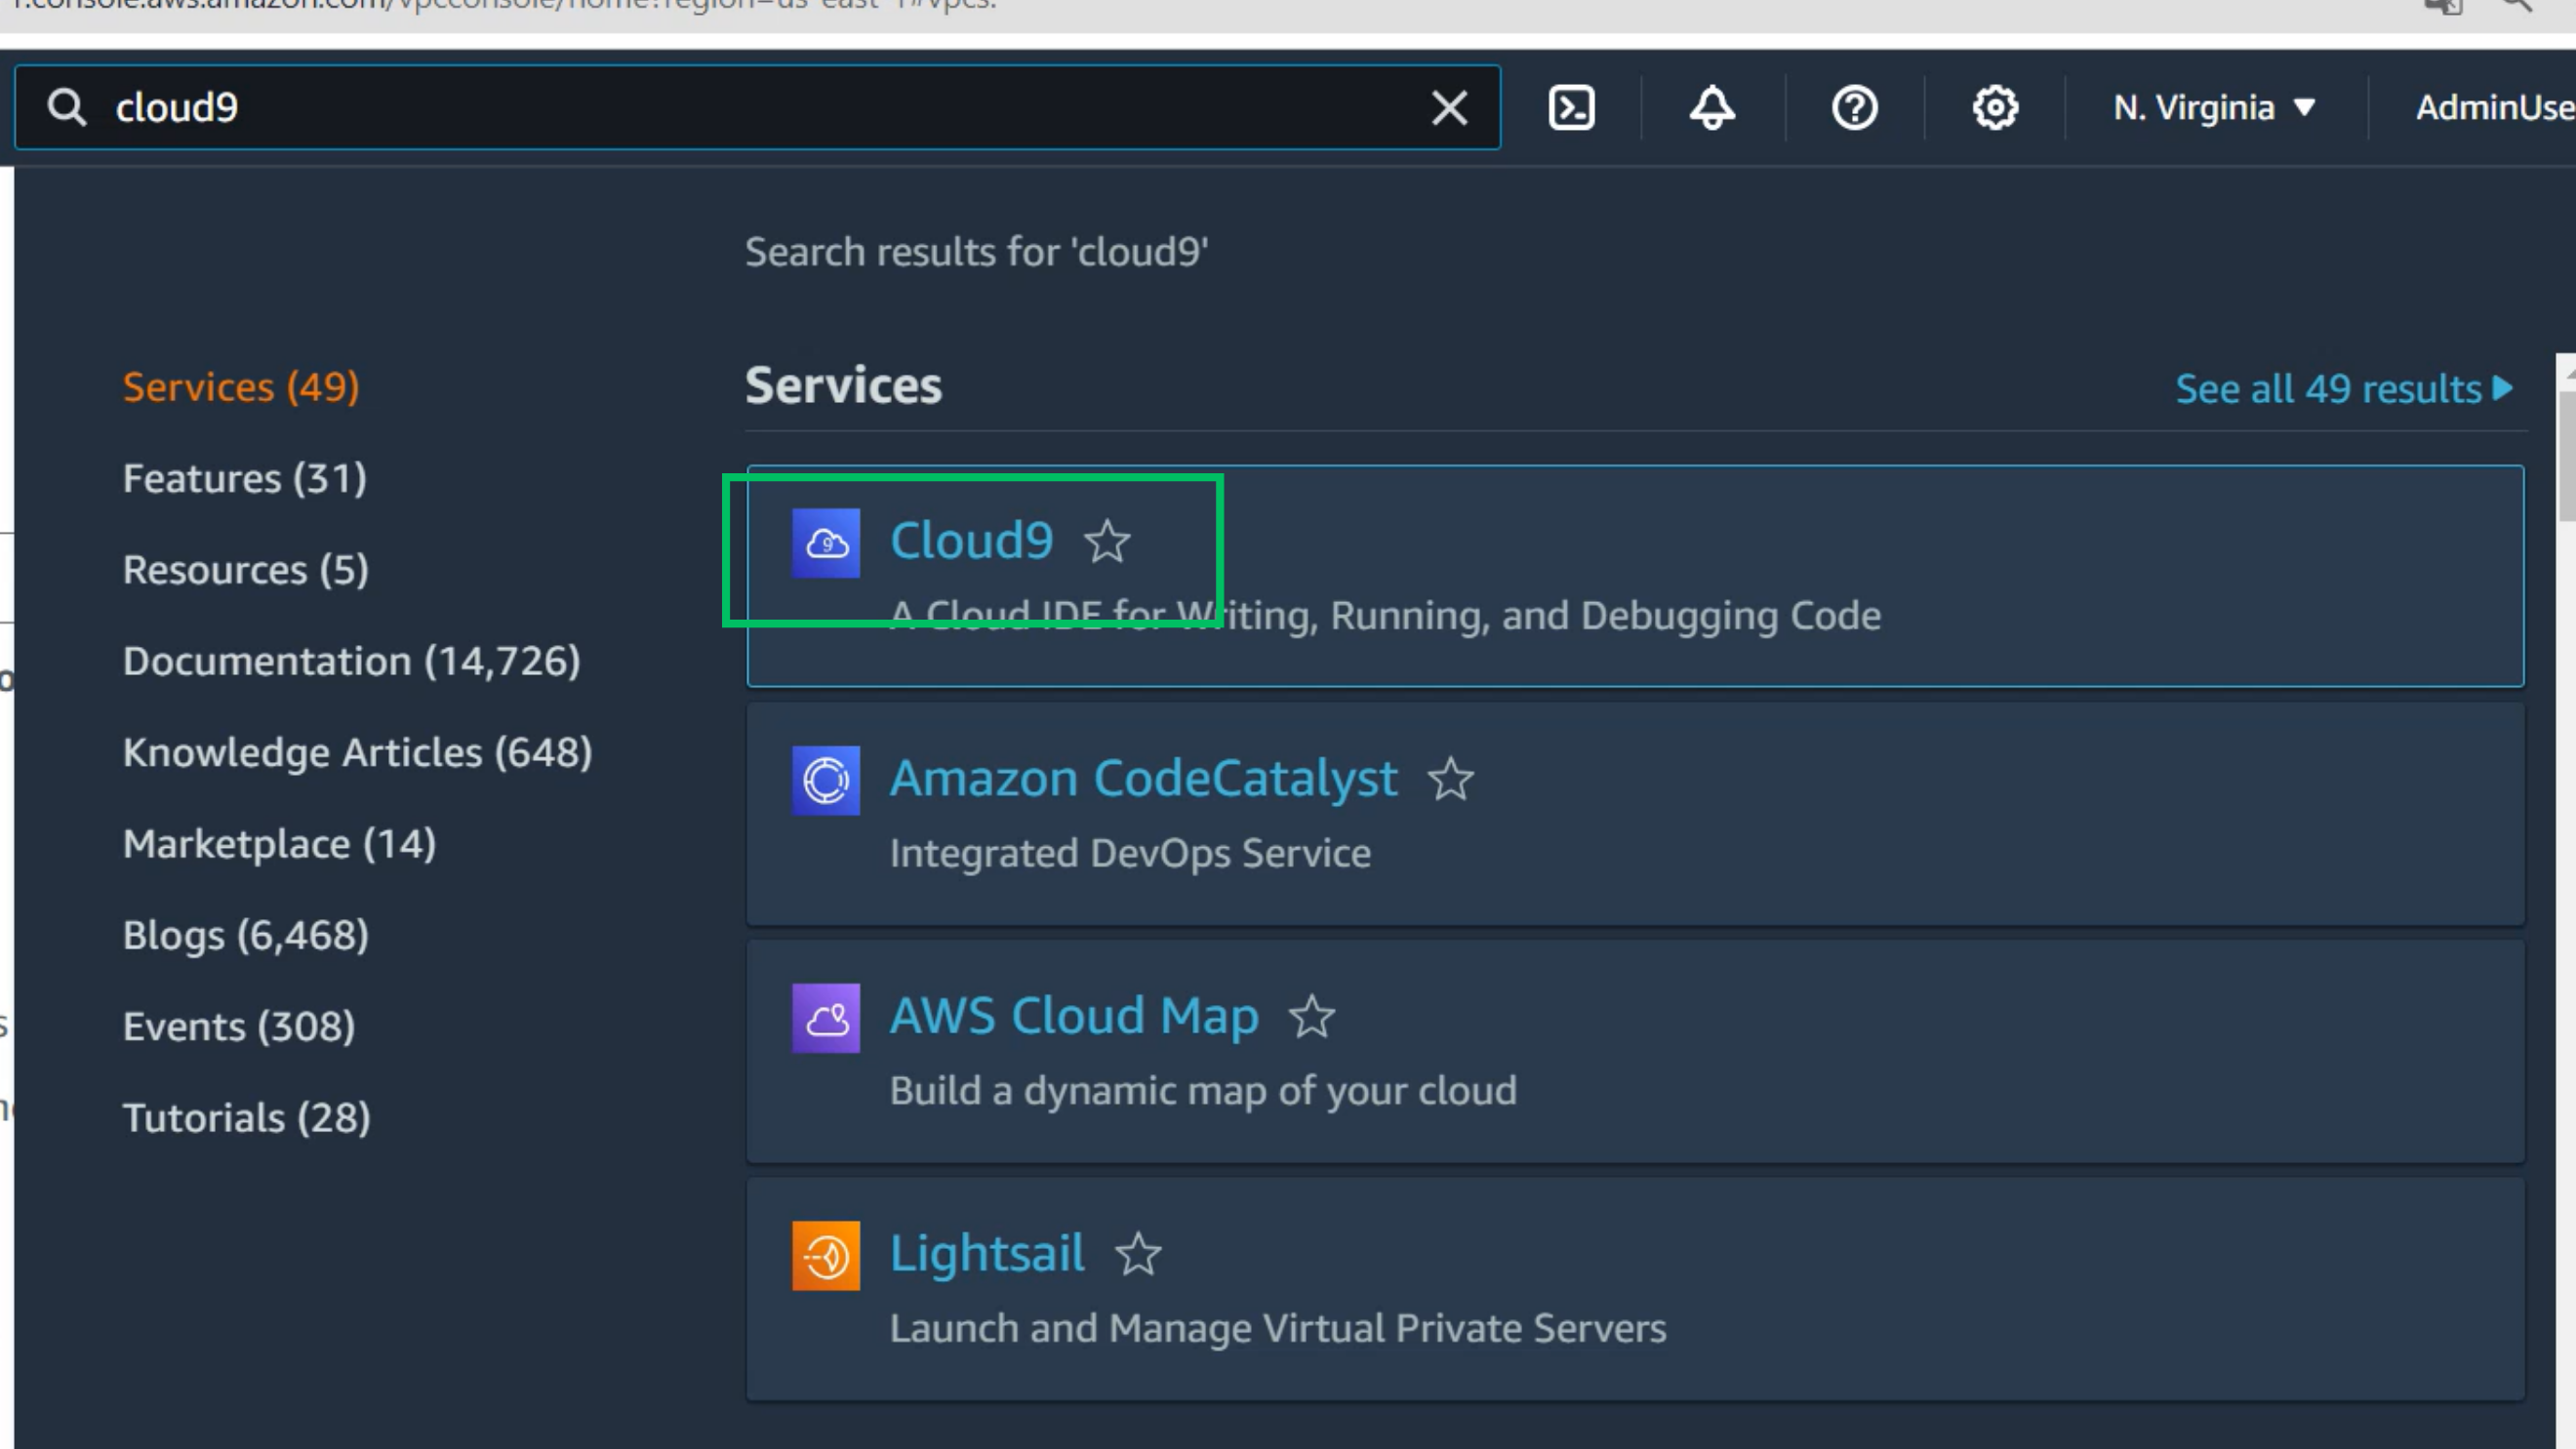 cloud9
N. Virginia
AdminUse
Search results for 'cloud9'
Services (49)
Features (31)
Resources (5)
Documentation (14,726)
Knowledge Articles (648)
Marketplace (14)
Blogs (6,468)
Events (308)
Tutorials (28)
Services
See all 49 results
Cloud9
A Cloud IDE for Writing, Running, and Debugging Code
Amazon CodeCatalyst
Integrated DevOps Service
AWS Cloud Map
Build a dynamic map of your cloud
Lightsail
Launch and Manage Virtual Private Servers